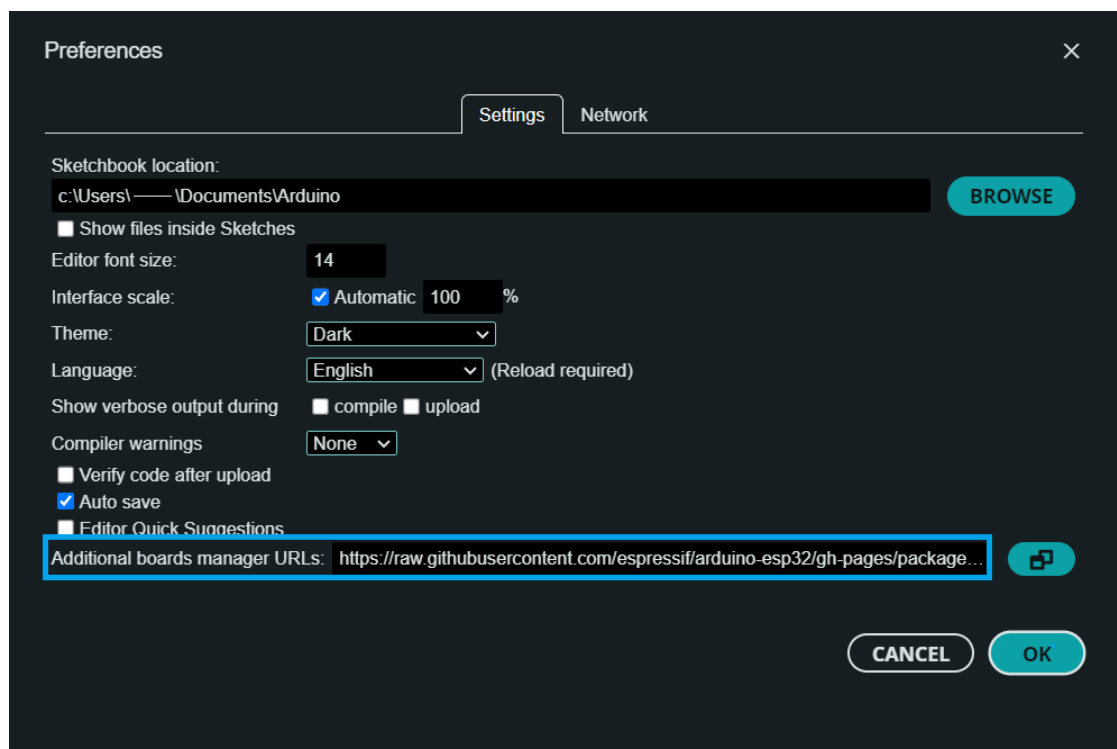 Preferences
Settings Network
Sketchbook location:
c:\Users\ —— \Documents\Arduino
BROWSE
Show files inside Sketches
Editor font size: 14
Interface scale: Automatic 100 %
Theme: Dark
Language: English (Reload required)
Show verbose output during compile upload
Compiler warnings None
Verify code after upload
Auto save
Editor Quick Suggestions
Additional boards manager URLs: https://raw.githubusercontent.com/espressif/arduino-esp32/gh-pages/package...
CANCEL OK